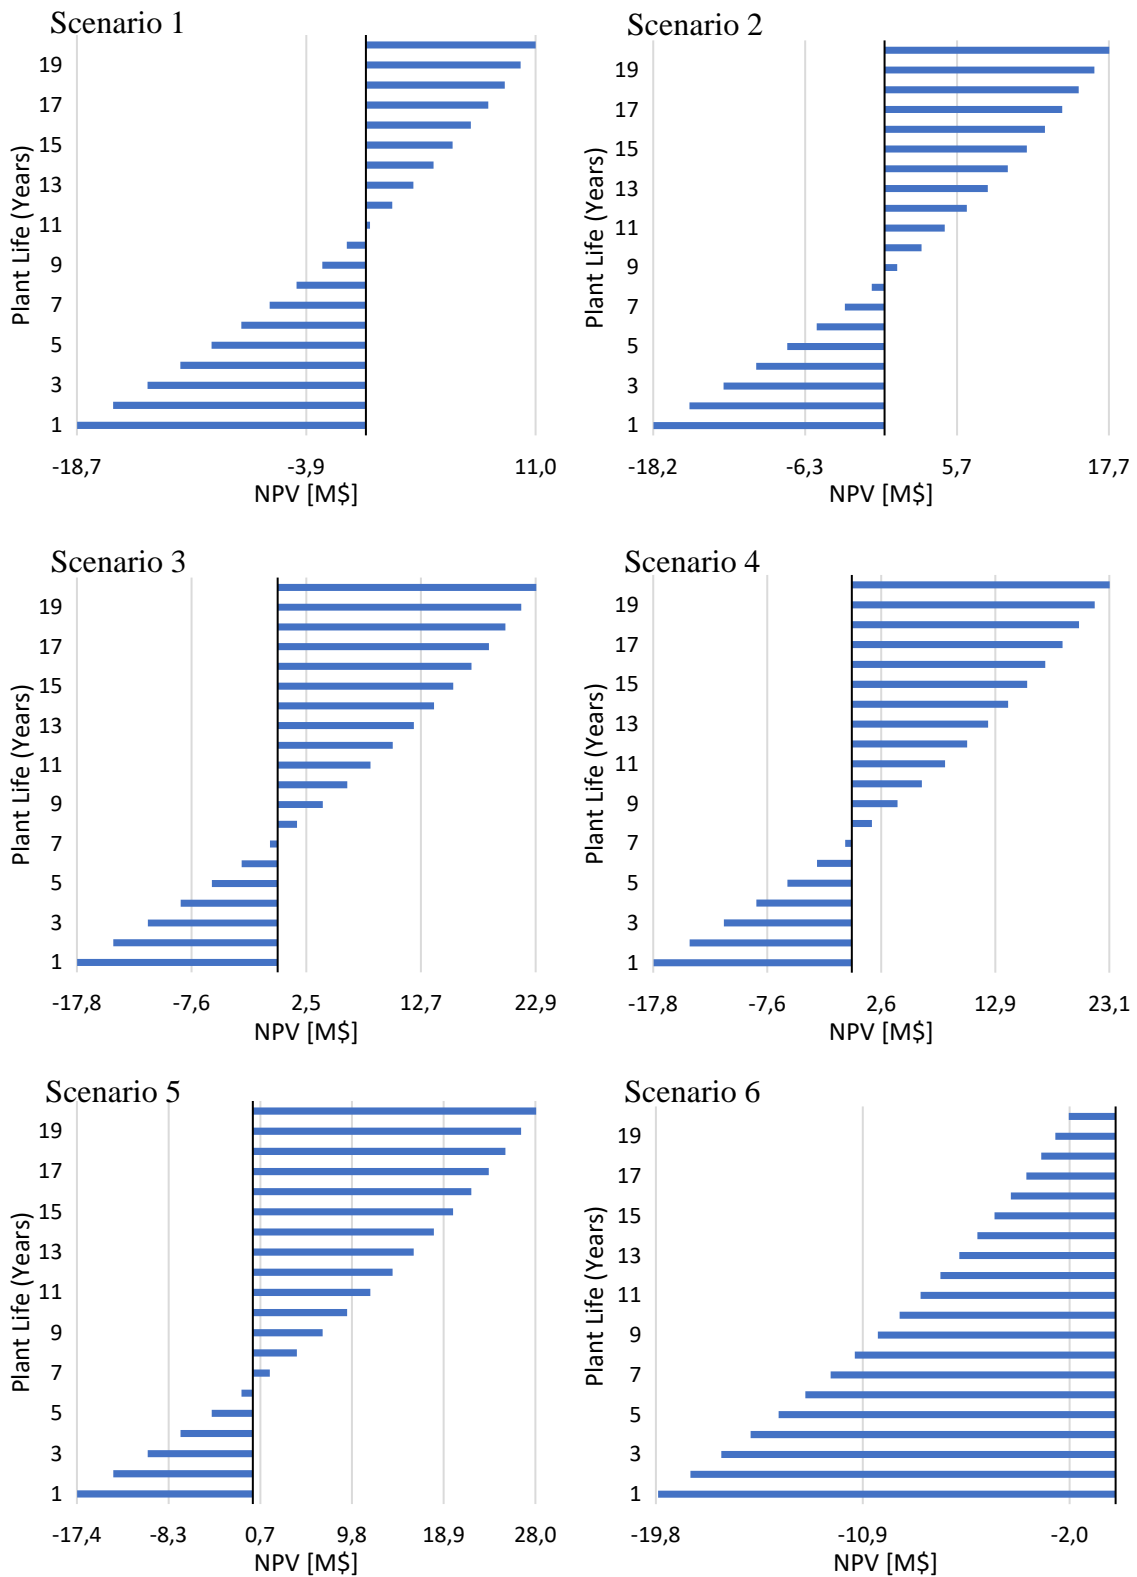 Scenario 1
Plant Life (Years)
19
17
15
13
11
9
7
5
3
1
-18,7 -3,9 11,0
NPV [M$]
Scenario 2
Plant Life (Years)
19
17
15
13
11
9
7
5
3
1
-18,2 -6,3 5,7 17,7
NPV [M$]
Scenario 3
Plant Life (Years)
19
17
15
13
11
9
7
5
3
1
-17,8 -7,6 2,5 12,7 22,9
NPV [M$]
Scenario 4
Plant Life (Years)
19
17
15
13
11
9
7
5
3
1
-17,8 -7,6 2,6 12,9 23,1
NPV [M$]
Scenario 5
Plant Life (Years)
19
17
15
13
11
9
7
5
3
1
-17,4 -8,3 0,7 9,8 18,9 28,0
NPV [M$]
Scenario 6
Plant Life (Years)
19
17
15
13
11
9
7
5
3
1
-19,8 -10,9 -2,0
NPV [M$]